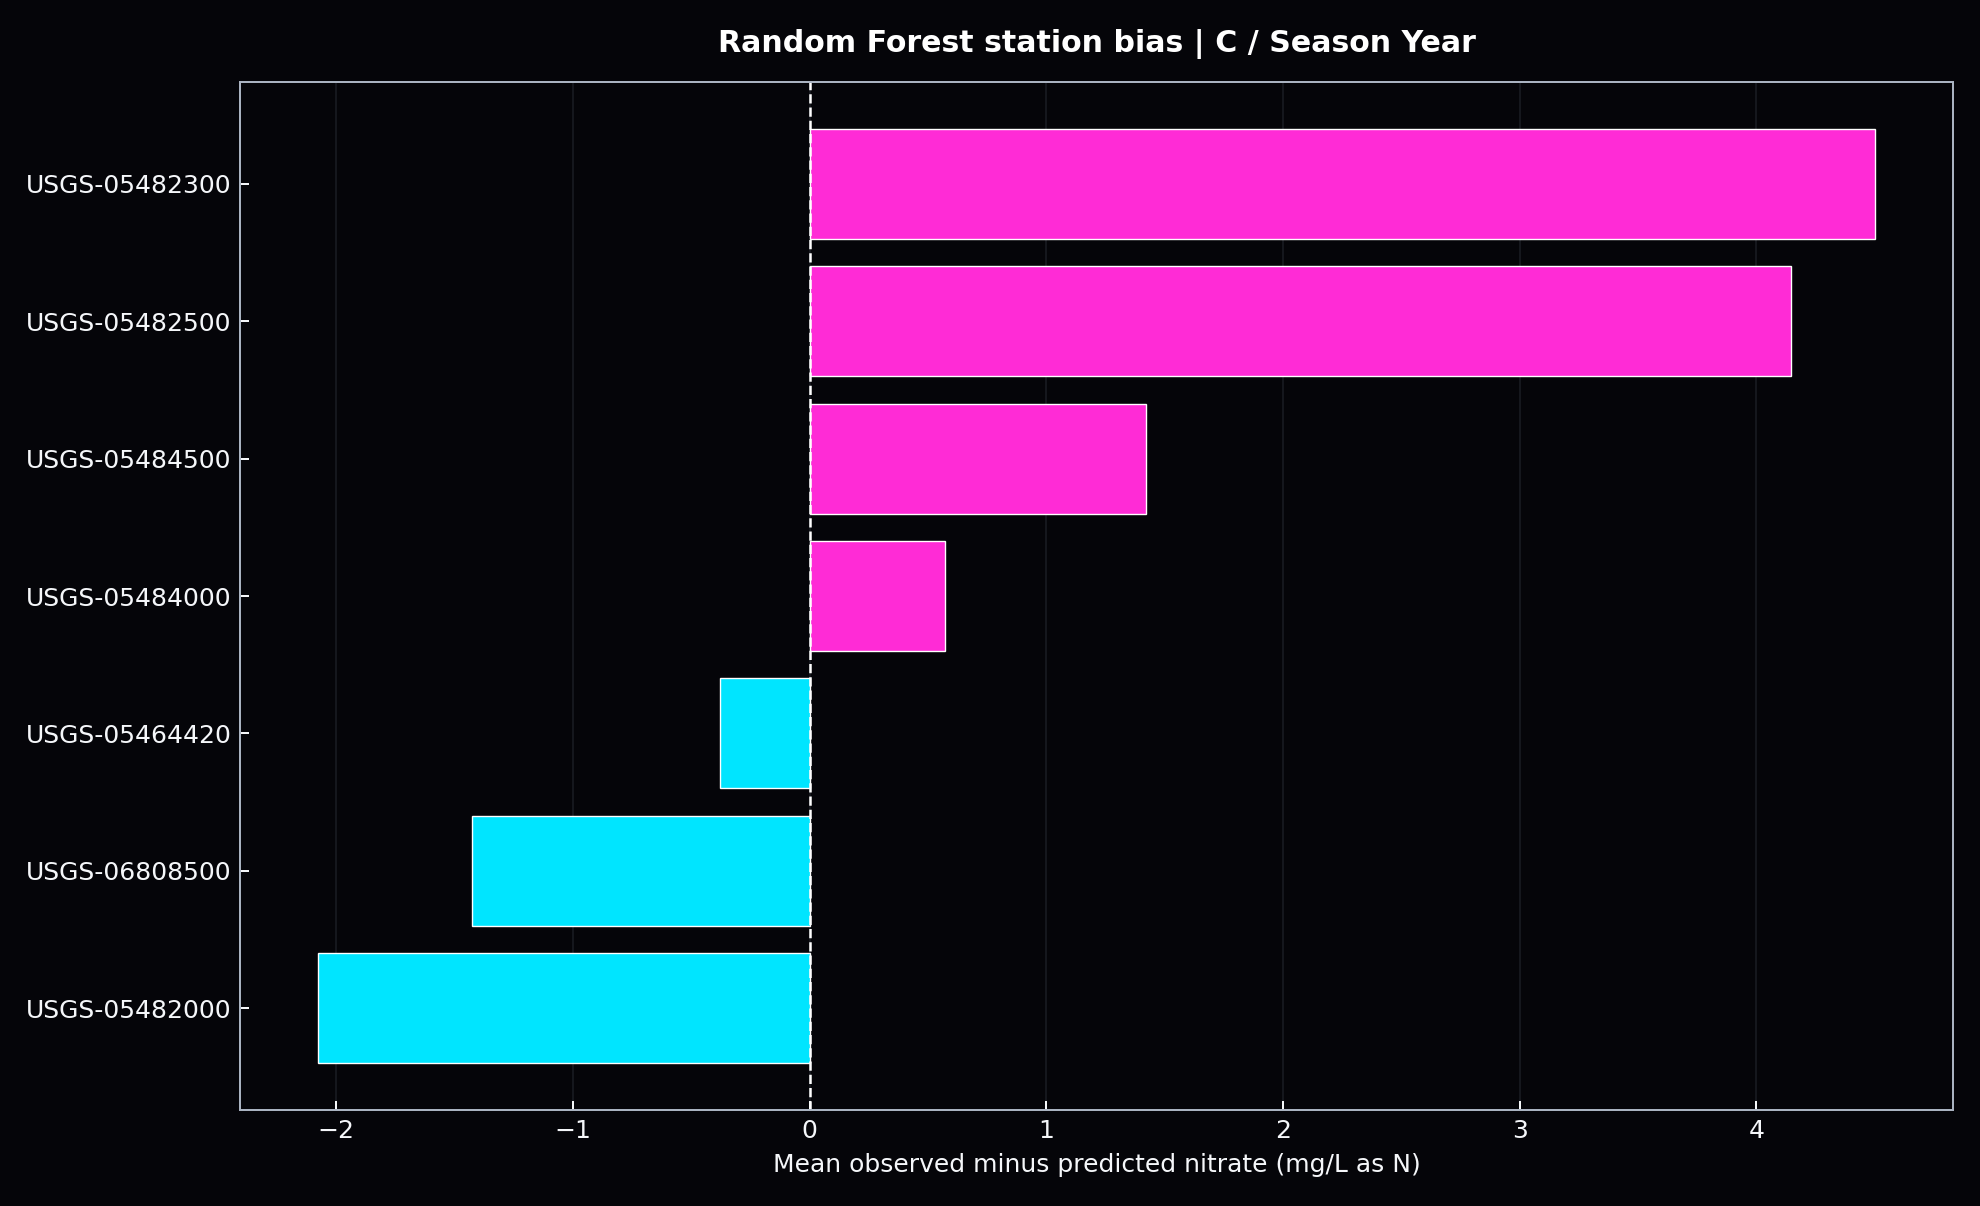 Random Forest station bias | C / Season Year
USGS-05482300
USGS-05482500
USGS-05484500
USGS-05484000
USGS-05464420
USGS-06808500
USGS-05482000
−2 −1 0 1 2 3 4
Mean observed minus predicted nitrate (mg/L as N)